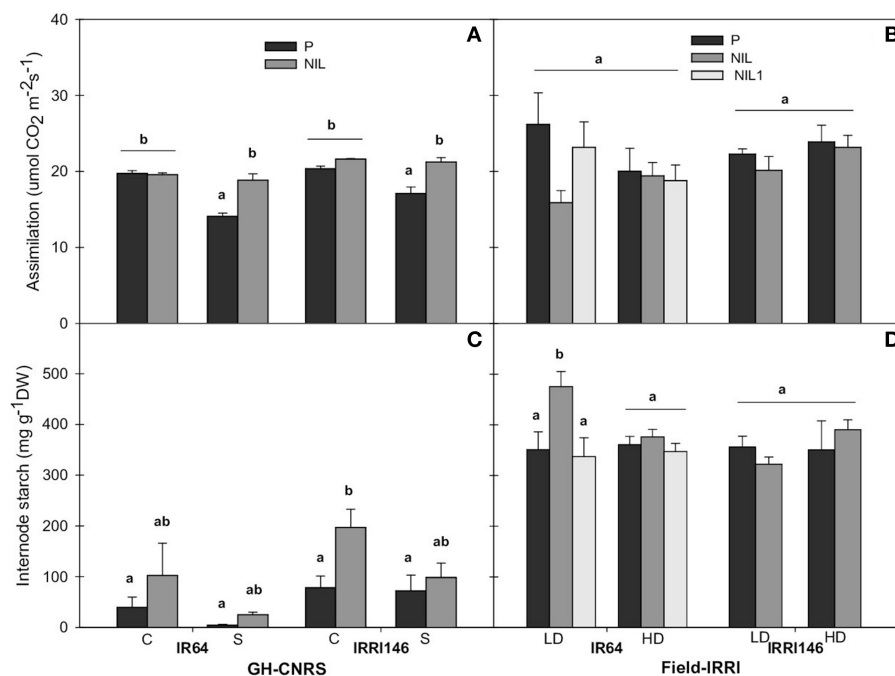 40
30
20
10
0
Assimilation (umol CO2 m-2s-1)
A
P
NIL
b
a
b
b
a
b
B
P
NIL
NIL1
a
a
500
400
300
200
100
0
Internode starch (mg g-1DW)
C
a
ab
a
ab
a
b
a
ab
D
a
b
a
a
a
C IR64 S C IRRI146 S
GH-CNRS
LD IR64 HD LD IRRI146 HD
Field-IRRI